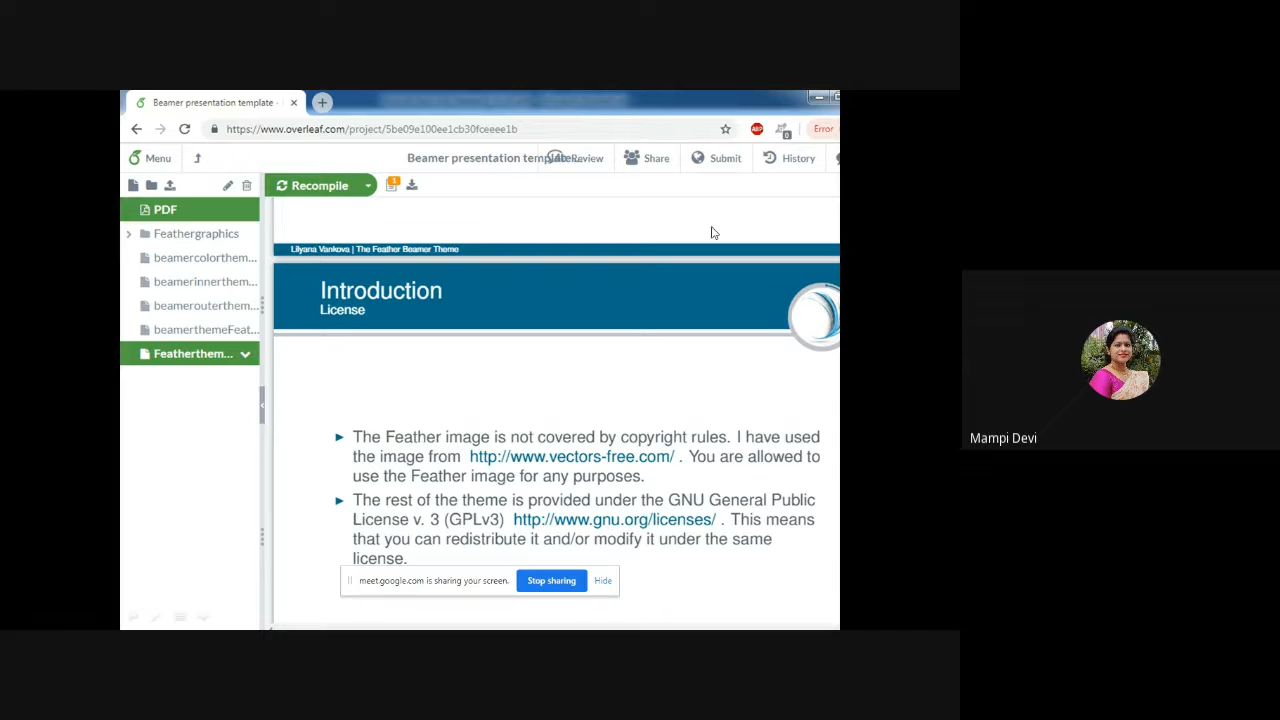 Beamer presentation template -
https://www.overleaf.com/project/5be09e100ee1cb30fceeee1b
ABP
0
Error
Menu
Beamer presentation template
Review
Share
Submit
History
Recompile
1
PDF
Feathergraphics
beamercolorthem...
beamerinnerthem...
beamerouterthem...
beamerthemeFeat...
Featherthem...
Lilyana Vankova | The Feather Beamer Theme
Introduction
License
The Feather image is not covered by copyright rules. I have used
the image from http://www.vectors-free.com/ . You are allowed to
use the Feather image for any purposes.
The rest of the theme is provided under the GNU General Public
License v. 3 (GPLv3) http://www.gnu.org/licenses/ . This means
that you can redistribute it and/or modify it under the same
license.
meet.google.com is sharing your screen.
Stop sharing
Hide
Mampi Devi